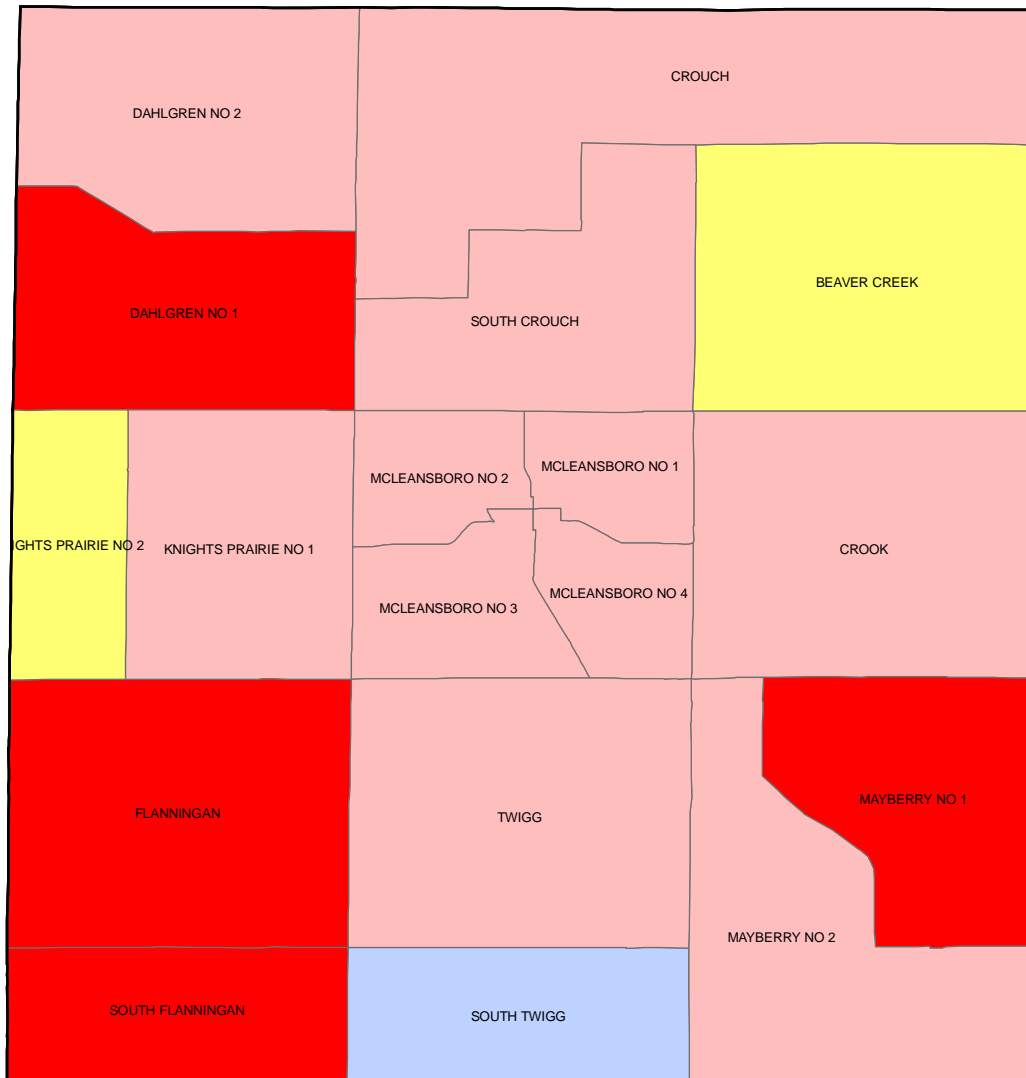 CROUCH
DAHLGREN NO 2
BEAVER CREEK
DAHLGREN NO 1
SOUTH CROUCH
MCLEANSBORO NO 1
MCLEANSBORO NO 2
IGHTS PRAIRIE NO 2
KNIGHTS PRAIRIE NO 1
CROOK
MCLEANSBORO NO 4
MCLEANSBORO NO 3
MAYBERRY NO 1
FLANNINGAN
TWIGG
MAYBERRY NO 2
SOUTH FLANNINGAN
SOUTH TWIGG